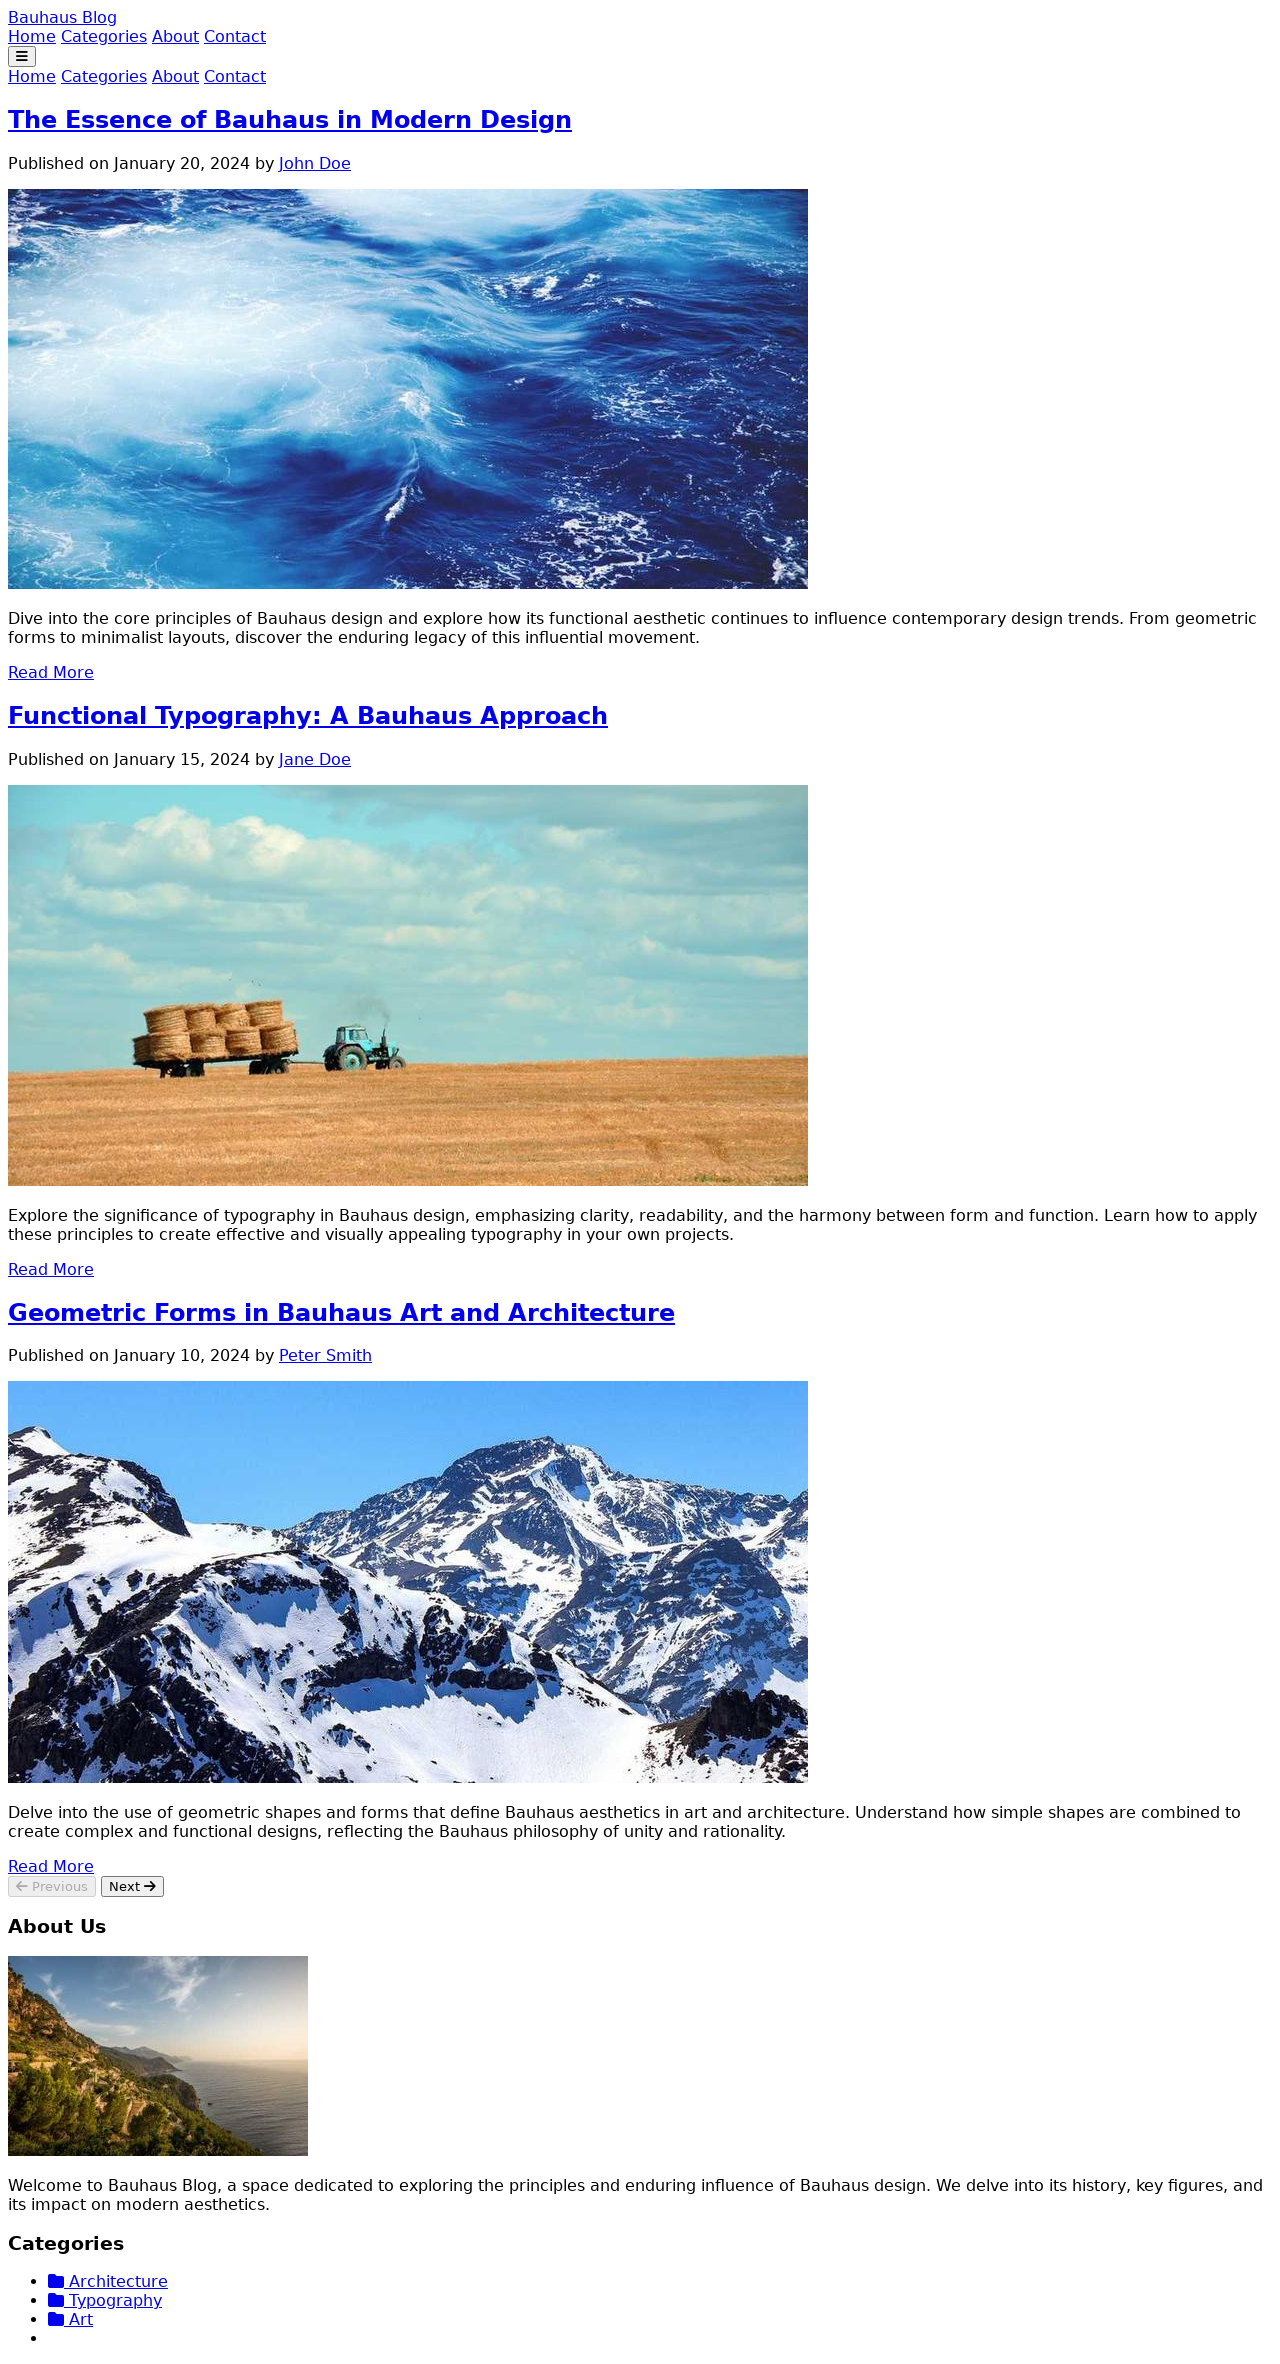 Bauhaus Blog
Home Categories About Contact
Home Categories About Contact
The Essence of Bauhaus in Modern Design
Published on January 20, 2024 by John Doe
Dive into the core principles of Bauhaus design and explore how its functional aesthetic continues to influence contemporary design trends. From geometric
forms to minimalist layouts, discover the enduring legacy of this influential movement.
Read More
Functional Typography: A Bauhaus Approach
Published on January 15, 2024 by Jane Doe
Explore the significance of typography in Bauhaus design, emphasizing clarity, readability, and the harmony between form and function. Learn how to apply
these principles to create effective and visually appealing typography in your own projects.
Read More
Geometric Forms in Bauhaus Art and Architecture
Published on January 10, 2024 by Peter Smith
Delve into the use of geometric shapes and forms that define Bauhaus aesthetics in art and architecture. Understand how simple shapes are combined to
create complex and functional designs, reflecting the Bauhaus philosophy of unity and rationality.
Read More
Previous Next
About Us
Welcome to Bauhaus Blog, a space dedicated to exploring the principles and enduring influence of Bauhaus design. We delve into its history, key figures, and
its impact on modern aesthetics.
Categories
Architecture
Typography
Art